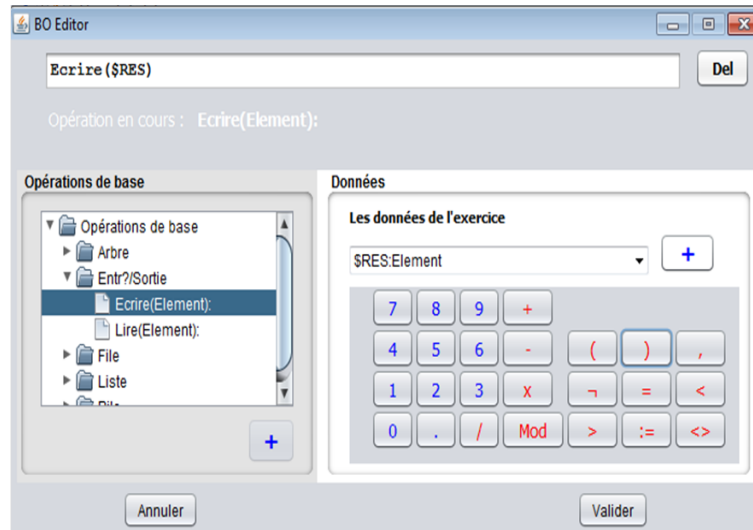 BO Editor
Ecrire($RES)
Del
Opération en cours : Ecrire(Element):
Opérations de base
Opérations de base
Arbre
Entr?/Sortie
Ecrire(Element):
Lire(Element):
File
Liste
+
Données
Les données de l'exercice
$RES:Element
+
7 8 9 +
4 5 6 - ( ) ,
1 2 3 x ¬ = <
0 . / Mod > := <>
Annuler
Valider